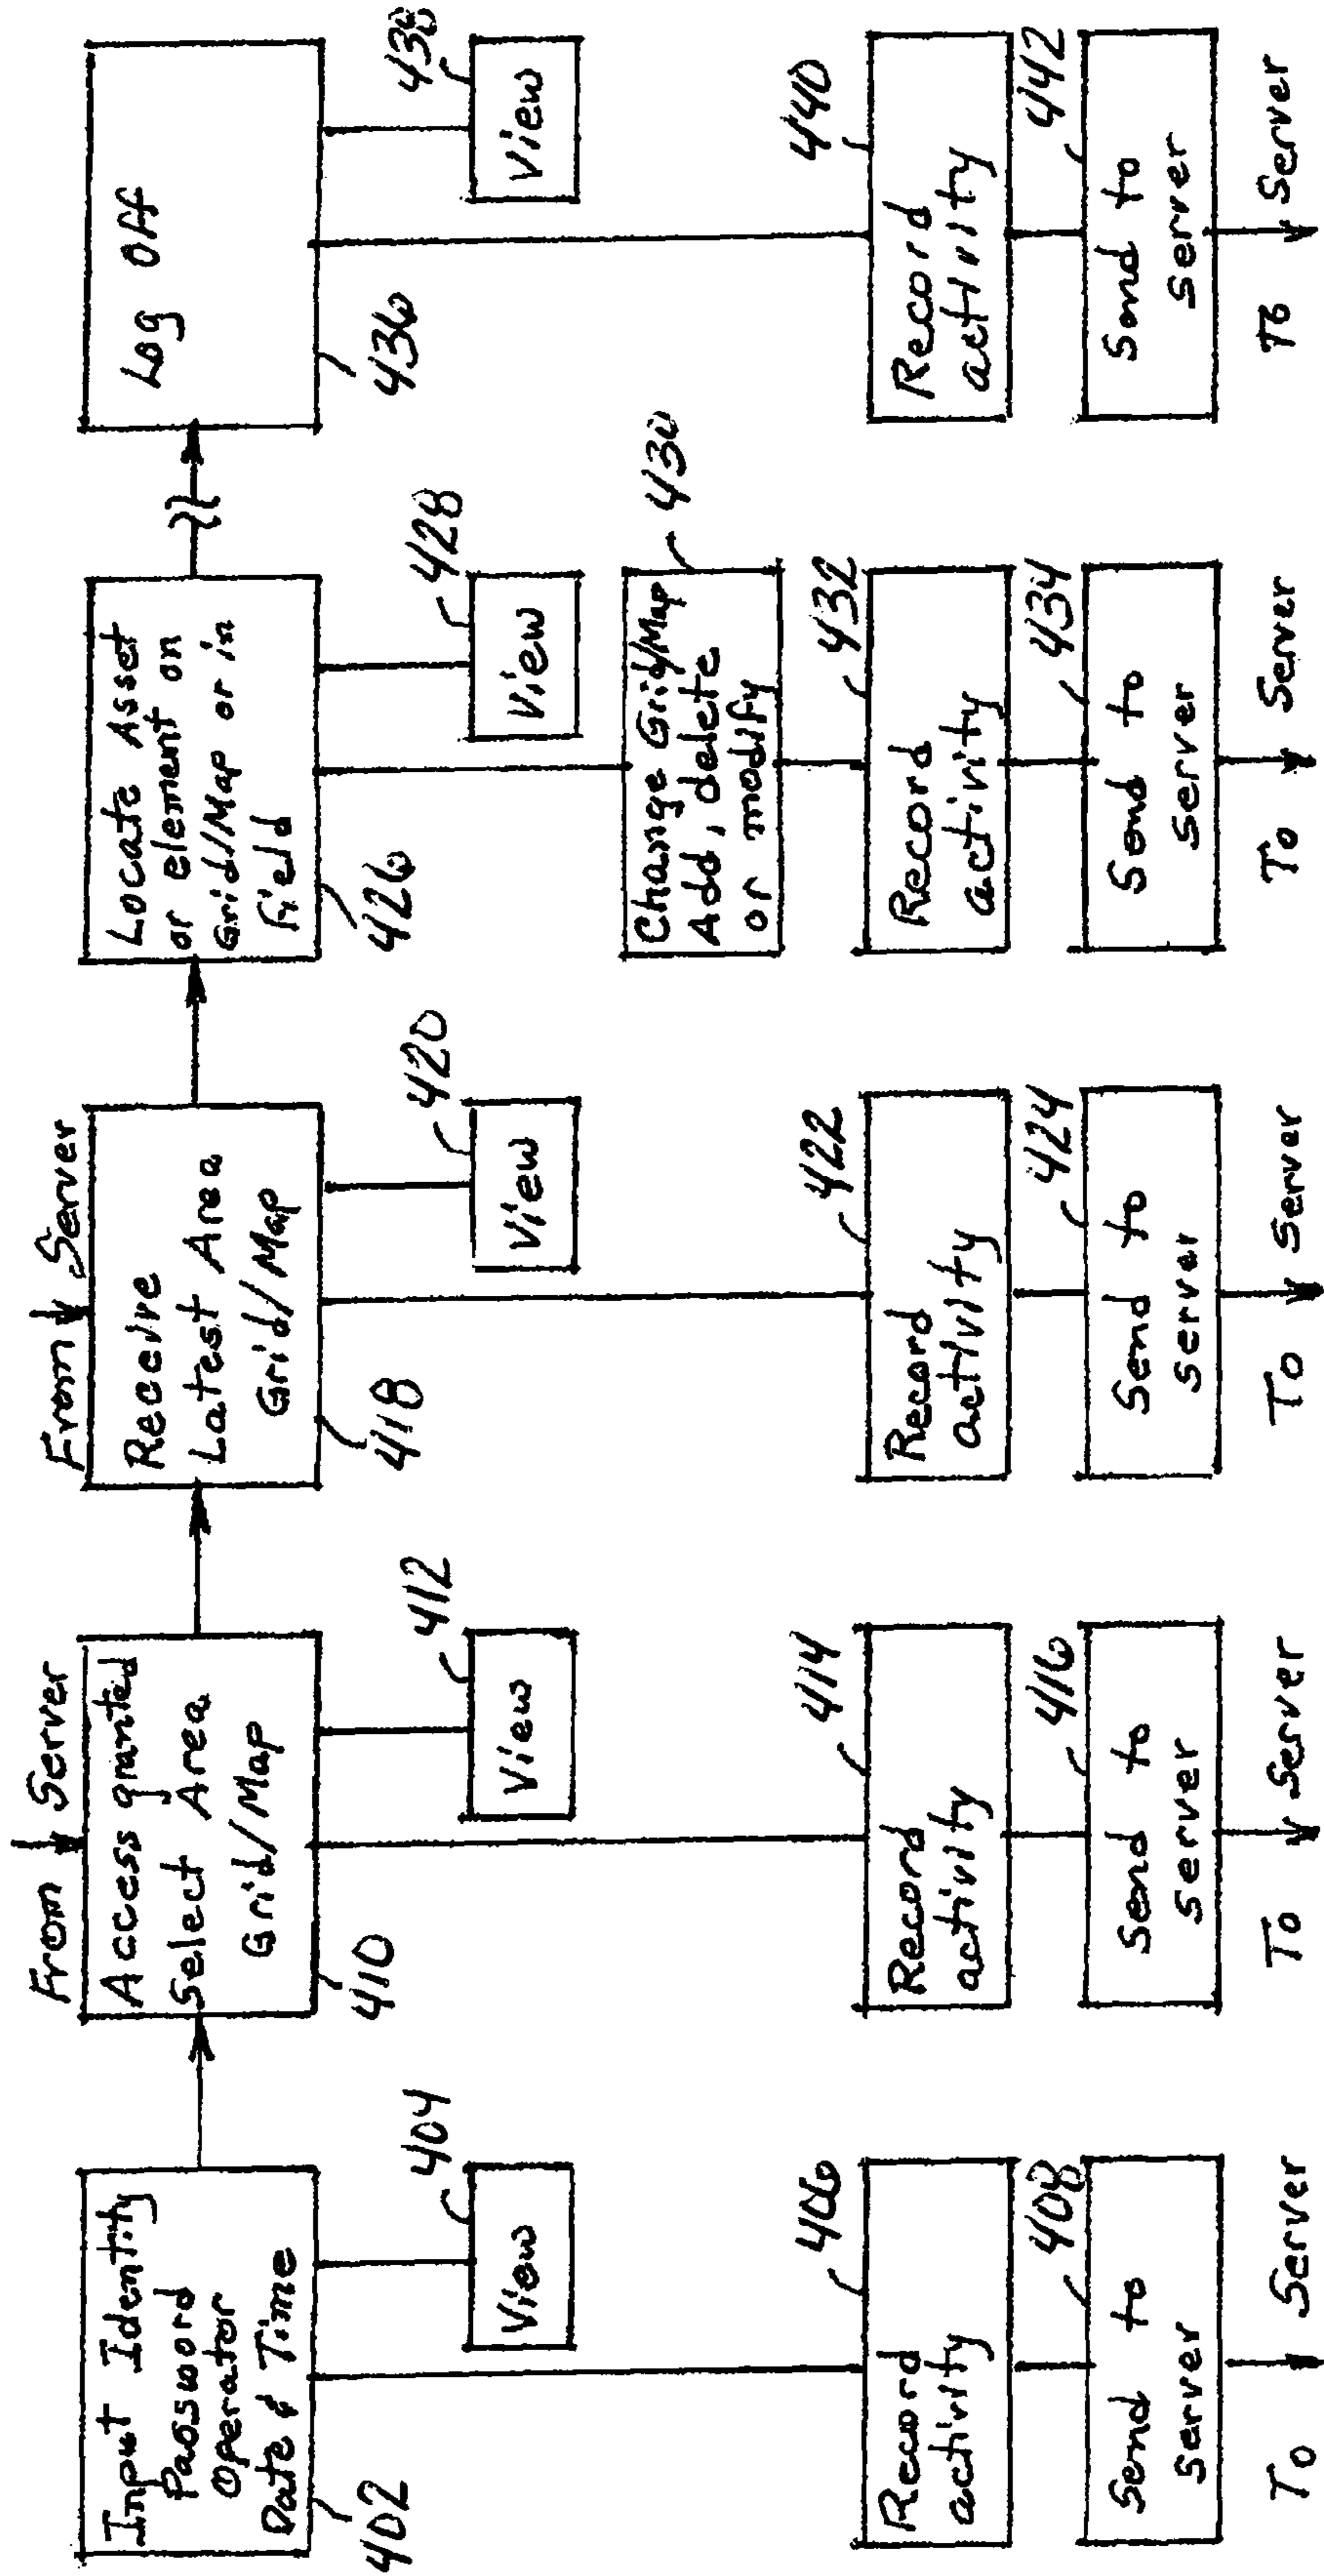 Input Identity
Password
Operator
Date & Time
402
View
404
Record
activity
406
Send to
server
408
To Server
From Server
Access granted
Select Area
Grid/Map
410
View
412
Record
activity
414
Send to
server
416
To Server
From Server
Receive
Latest Area
Grid/Map
418
View
420
Record
activity
422
Send to
server
424
To Server
Locate Asset
or element on
Grid/Map or in
field
426
View
428
Change Grid/Map
Add, delete
or modify
430
Record
activity
432
Send to
server
434
To Server
Log Off
436
View
438
Record
activity
440
Send to
server
442
To Server